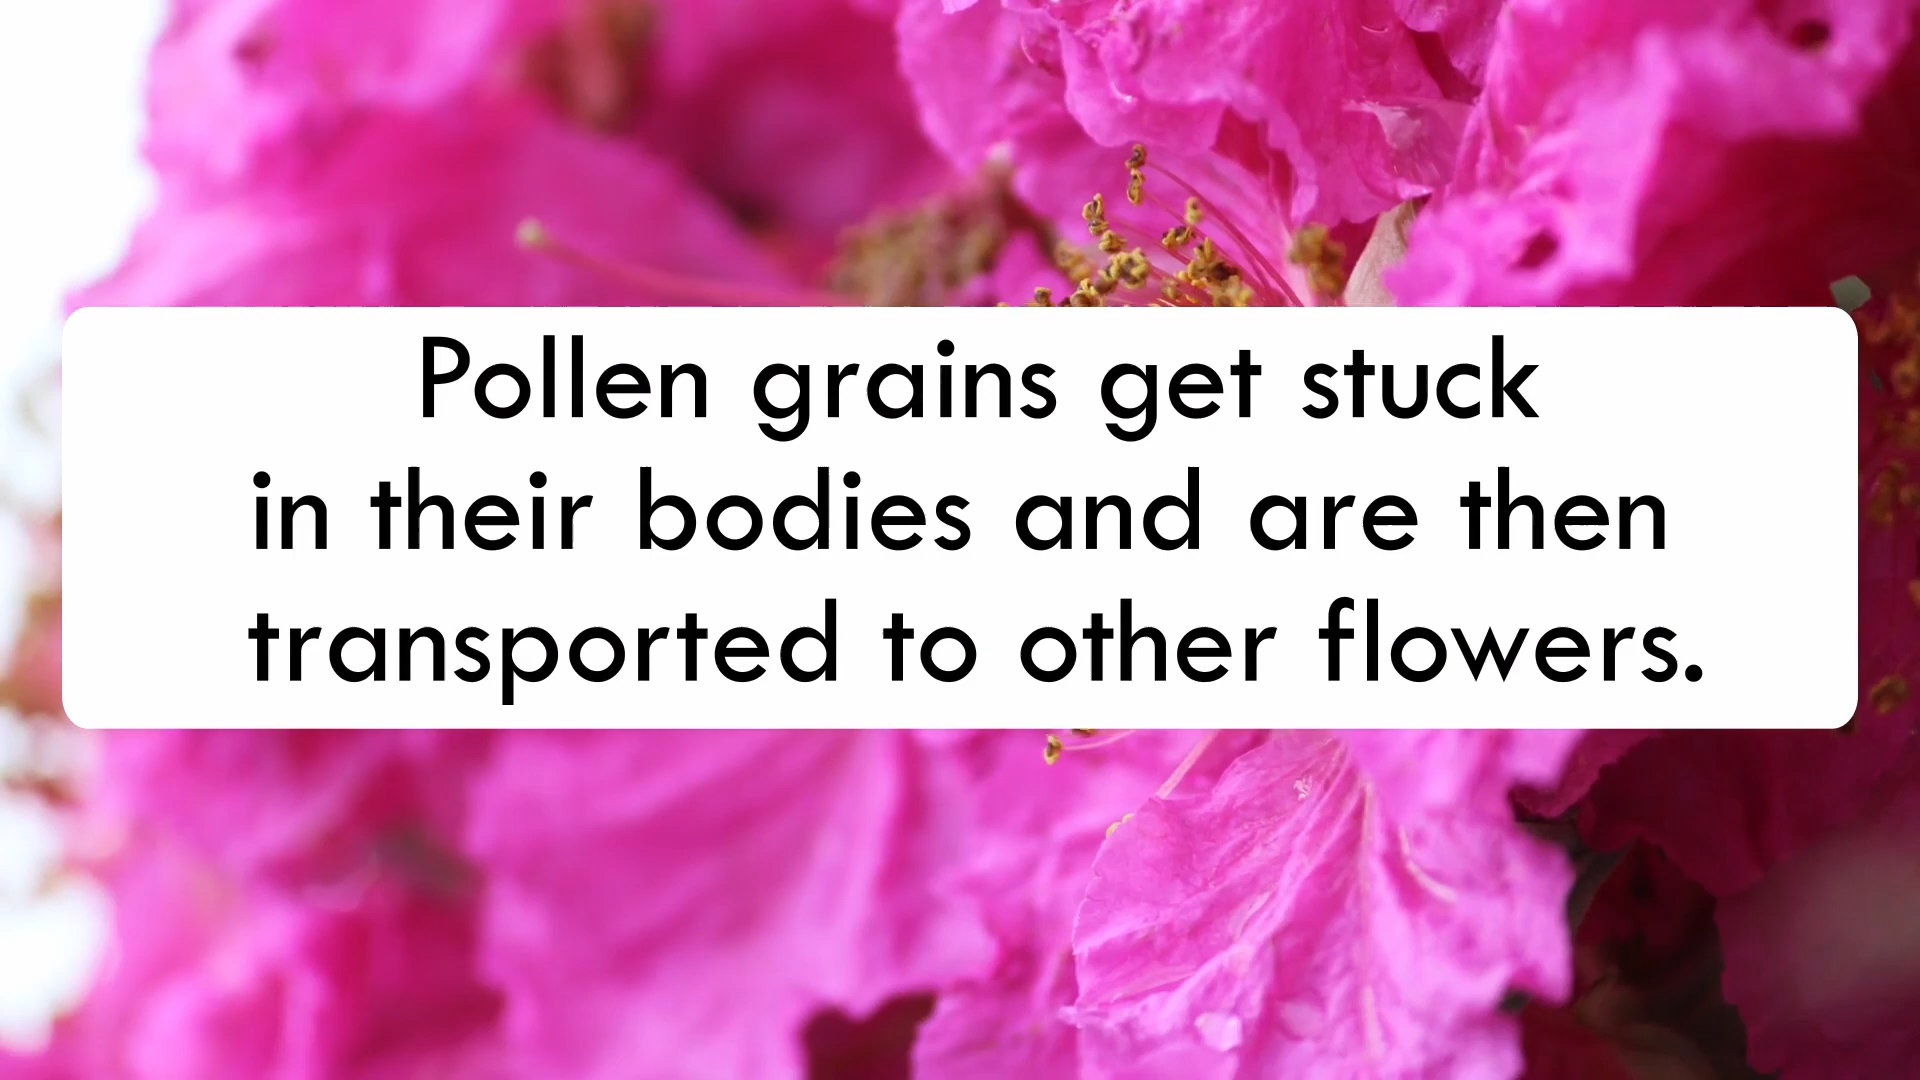 Pollen grains get stuck
in their bodies and are then
transported to other flowers.